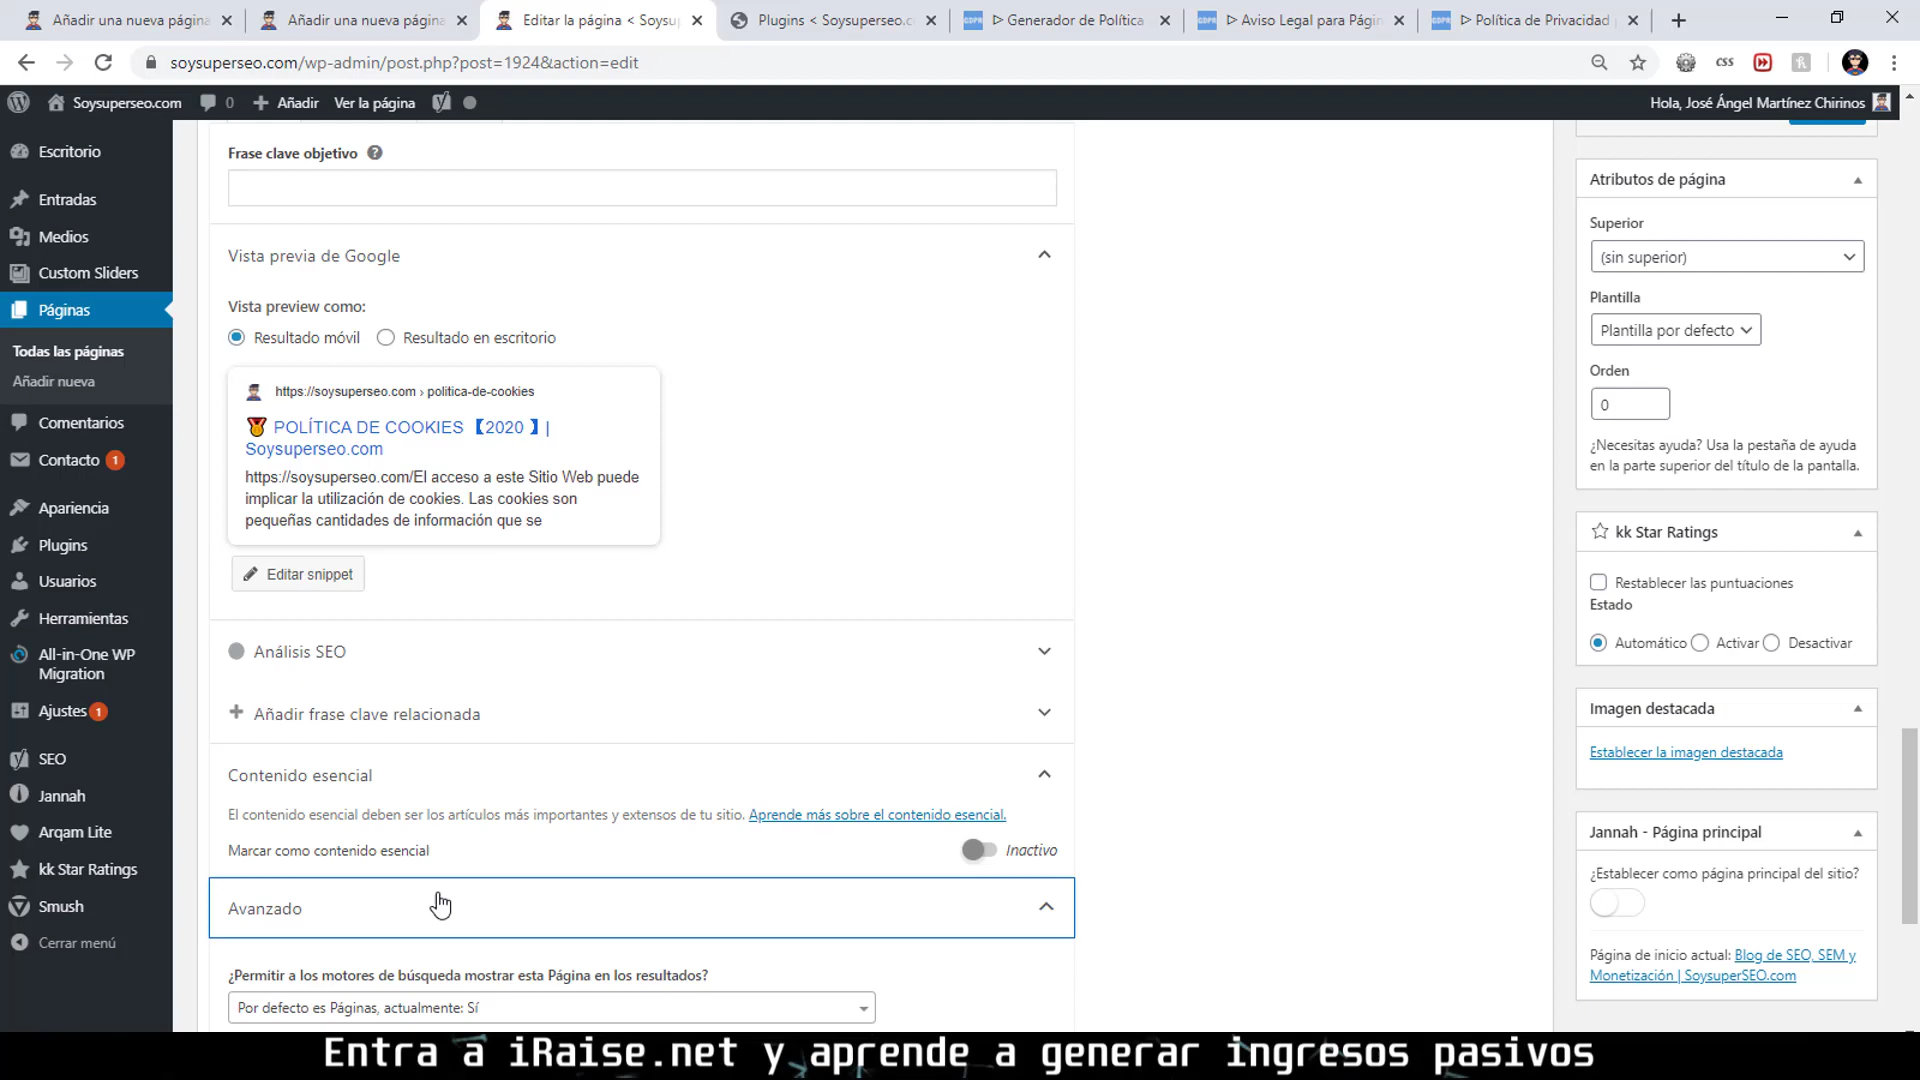 Añadir una nueva págin
Añadir una nueva página
Editar la página < Soysup
Plugins < Soysuperseo.c
ᐅ Generador de Política
ᐅ Aviso Legal para Págin
ᐅ Política de Privacidad
soysuperseo.com/wp-admin/post.php?post=1924&action=edit
css
Soysuperseo.com
0
Añadir
Ver la página
Hola, José Ángel Martínez Chirinos
Escritorio
Entradas
Medios
Custom Sliders
Páginas
Todas las páginas
Añadir nueva
Comentarios
Contacto 1
Apariencia
Plugins
Usuarios
Herramientas
All-in-One WP
Migration
Ajustes 1
SEO
Jannah
Arqam Lite
kk Star Ratings
Smush
Cerrar menú
Frase clave objetivo
Vista previa de Google
Vista preview como:
Resultado móvil
Resultado en escritorio
https://soysuperseo.com › politica-de-cookies
🏅 POLÍTICA DE COOKIES 【2020 】 |
Soysuperseo.com
https://soysuperseo.com/El acceso a este Sitio Web puede
implicar la utilización de cookies. Las cookies son
pequeñas cantidades de información que se
Editar snippet
Análisis SEO
Añadir frase clave relacionada
Contenido esencial
El contenido esencial deben ser los artículos más importantes y extensos de tu sitio. Aprende más sobre el contenido esencial.
Marcar como contenido esencial
Inactivo
Avanzado
¿Permitir a los motores de búsqueda mostrar esta Página en los resultados?
Por defecto es Páginas, actualmente: Sí
Atributos de página
Superior
(sin superior)
Plantilla
Plantilla por defecto
Orden
0
¿Necesitas ayuda? Usa la pestaña de ayuda
en la parte superior del título de la pantalla.
kk Star Ratings
Restablecer las puntuaciones
Estado
Automático
Activar
Desactivar
Imagen destacada
Establecer la imagen destacada
Jannah - Página principal
¿Establecer como página principal del sitio?
Página de inicio actual: Blog de SEO, SEM y
Monetización | SoysuperSEO.com
Entra a iRaise.net y aprende a generar ingresos pasivos